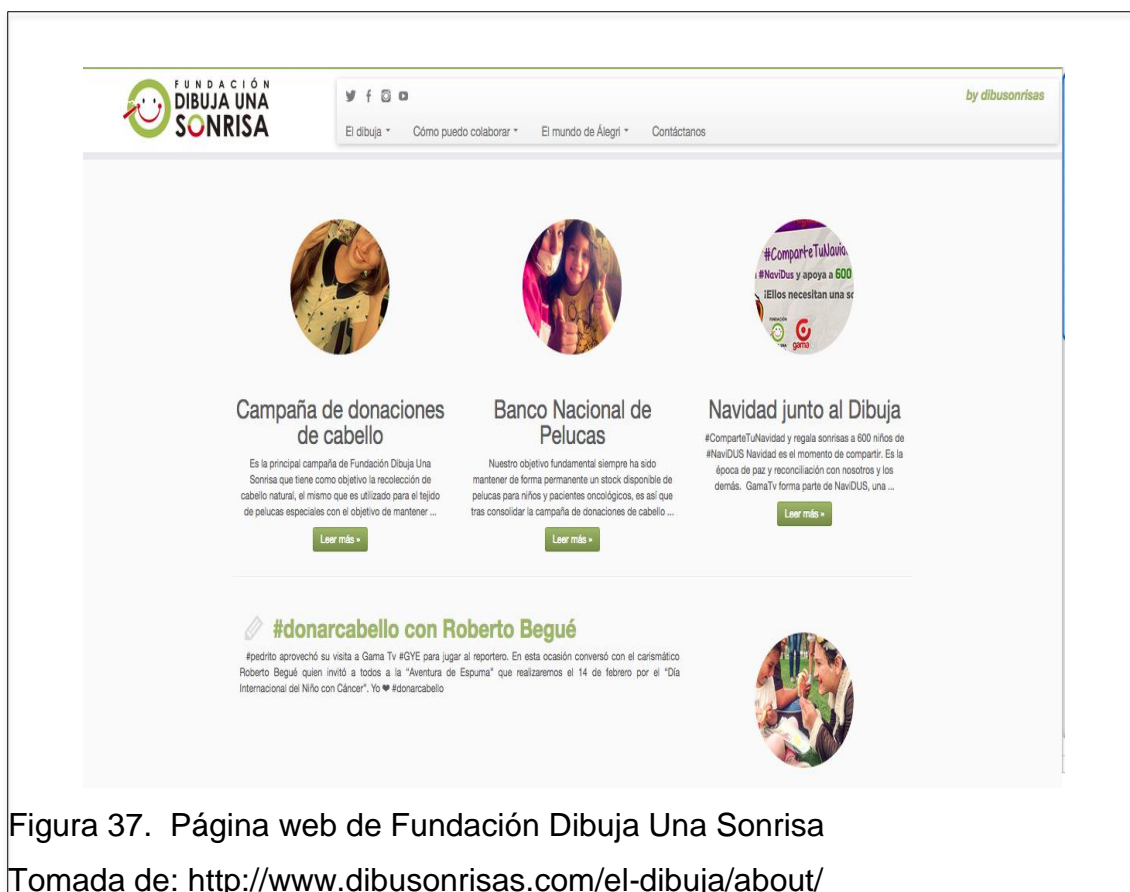 FUNDACIÓN
DIBUJA UNA
SONRISA
by dibusonrisas
El dibuja
Cómo puedo colaborar
El mundo de Álegri
Contáctanos
#ComparteTuNavid
#NaviDus y apoya a 600
¡Ellos necesitan una so
FUNDACIÓN
UNA
gama
Campaña de donaciones
de cabello
Es la principal campaña de Fundación Dibuja Una
Sonrisa que tiene como objetivo la recolección de
cabello natural, el mismo que es utilizado para el tejido
de pelucas especiales con el objetivo de mantener ...
Leer más »
Banco Nacional de
Pelucas
Nuestro objetivo fundamental siempre ha sido
mantener de forma permanente un stock disponible de
pelucas para niños y pacientes oncológicos, es así que
tras consolidar la campaña de donaciones de cabello ...
Leer más »
Navidad junto al Dibuja
#ComparteTuNavidad y regala sonrisas a 600 niños de
#NaviDUS Navidad es el momento de compartir. Es la
época de paz y reconciliación con nosotros y los
demás. GamaTv forma parte de NaviDUS, una ...
Leer más »
#donarcabello con Roberto Begué
#pedrito aprovechó su visita a Gama Tv #GYE para jugar al reportero. En esta ocasión conversó con el carismático
Roberto Begué quien invitó a todos a la "Aventura de Espuma" que realizaremos el 14 de febrero por el "Día
Internacional del Niño con Cáncer". Yo ♥ #donarcabello
Figura 37. Página web de Fundación Dibuja Una Sonrisa
Tomada de: http://www.dibusonrisas.com/el-dibuja/about/